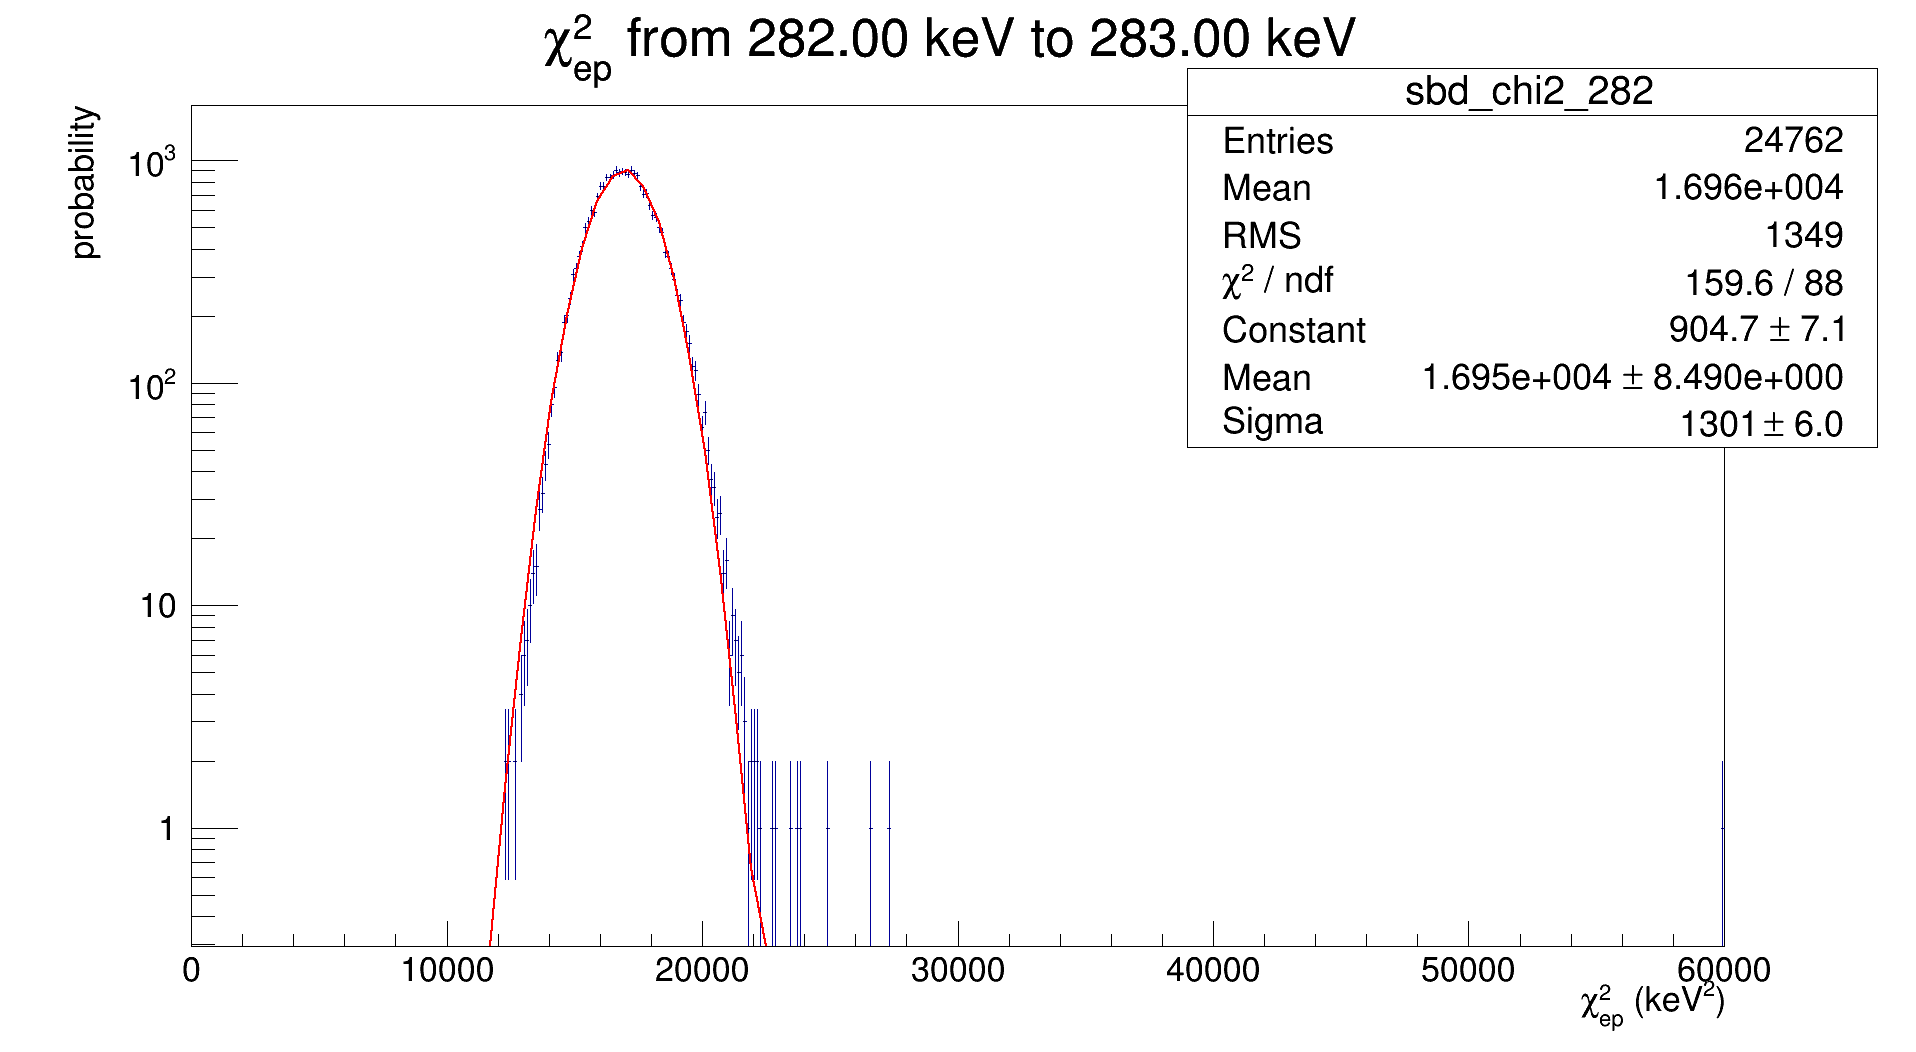 χ²ep from 282.00 keV to 283.00 keV
sbd_chi2_282
Entries 24762
Mean 1.696e+004
RMS 1349
χ² / ndf 159.6 / 88
Constant 904.7 ± 7.1
Mean 1.695e+004 ± 8.490e+000
Sigma 1301 ± 6.0
probability
10³
10²
10
1
0 10000 20000 30000 40000 50000 60000
χ²ep (keV²)